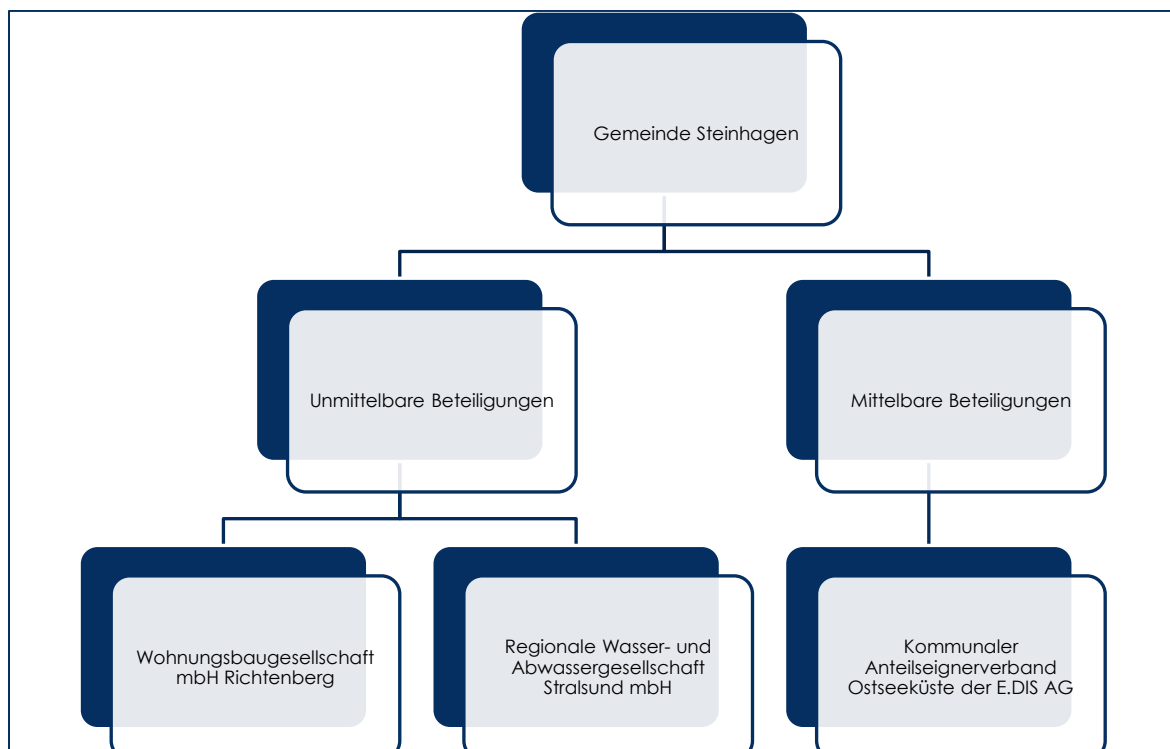 Gemeinde Steinhagen
Unmittelbare Beteiligungen
Mittelbare Beteiligungen
Wohnungsbaugesellschaft
mbH Richtenberg
Regionale Wasser- und
Abwassergesellschaft
Stralsund mbH
Kommunaler
Anteilseignerverband
Ostseeküste der E.DIS AG